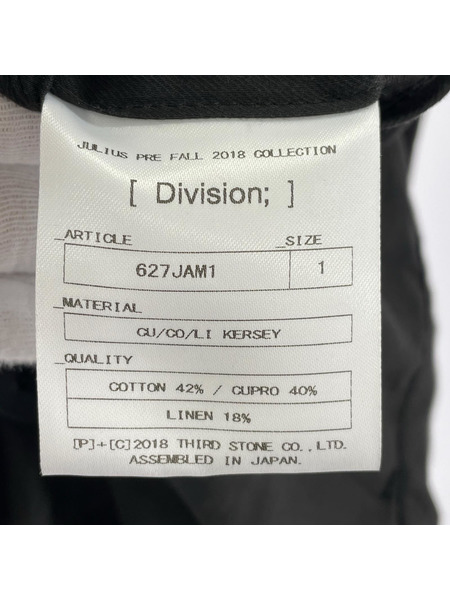 JULIUS PRE FALL 2018 COLLECTION
[ Division; ]
_ARTICLE _SIZE
627JAM1 1
_MATERIAL
CU/CO/LI KERSEY
_QUALITY
COTTON 42% / CUPRO 40%
LINEN 18%
[P]+[C]2018 THIRD STONE CO., LTD.
ASSEMBLED IN JAPAN.